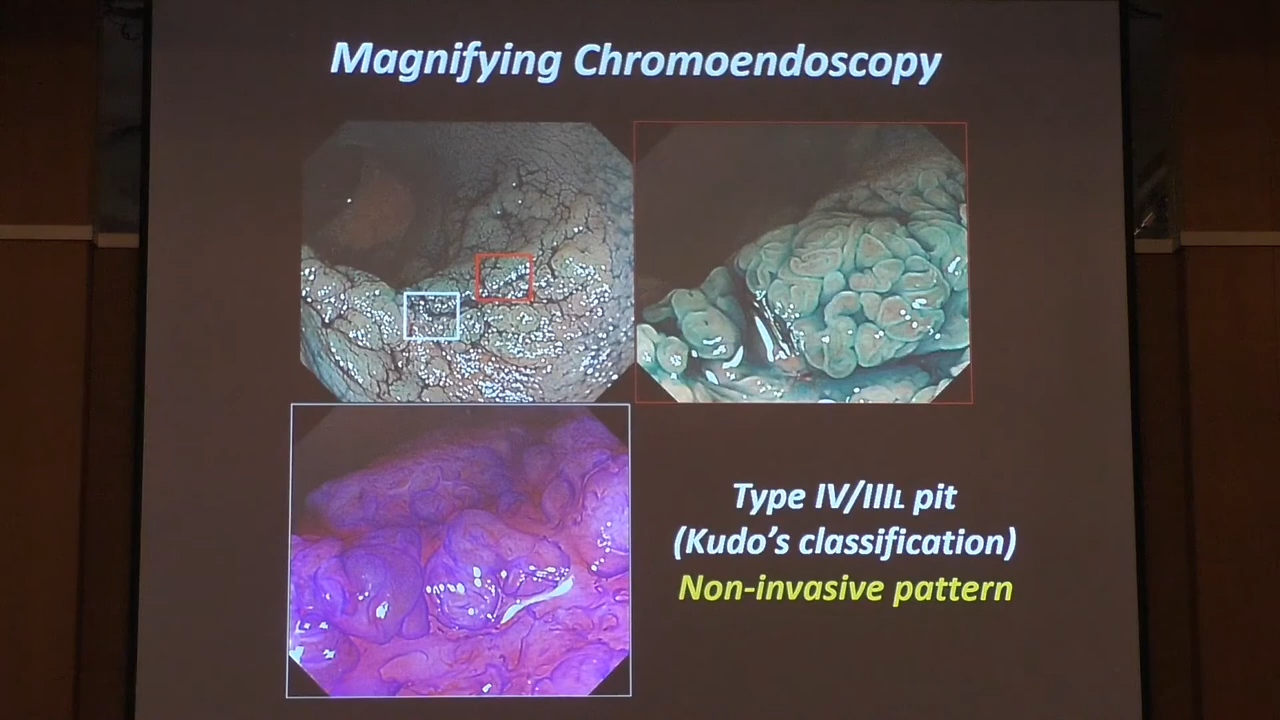 Magnifying Chromoendoscopy
Type IV/IIIL pit
(Kudo's classification)
Non-invasive pattern